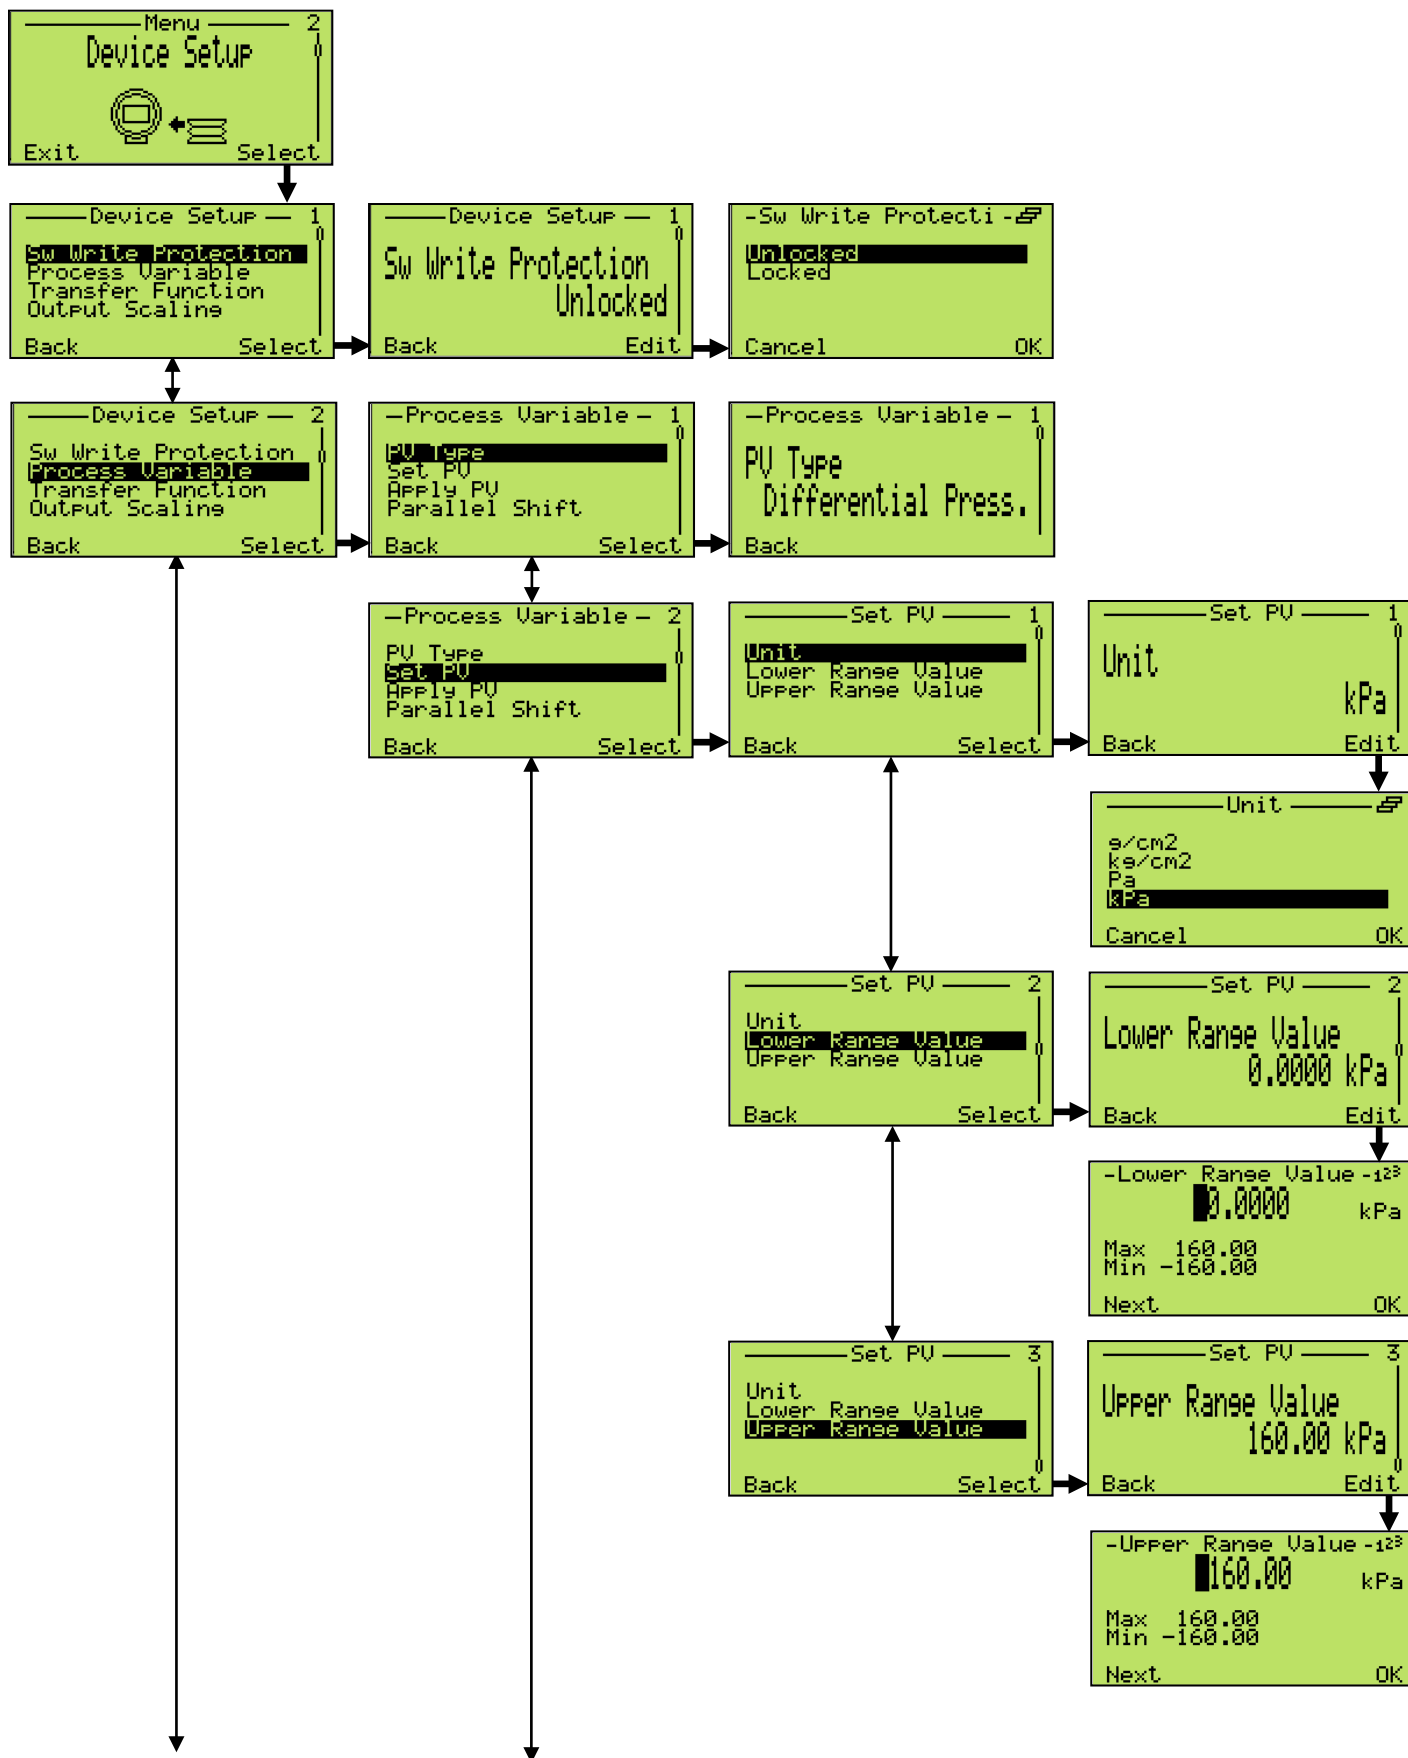 Menu 2
Device Setup
Exit Select
Device Setup 1
Sw Write Protection
Process Variable
Transfer Function
Output Scaling
Back Select
Device Setup 1
Sw Write Protection
Unlocked
Back Edit
-Sw Write Protecti-
Unlocked
Locked
Cancel OK
Device Setup 2
Sw Write Protection
Process Variable
Transfer Function
Output Scaling
Back Select
Process Variable 1
PV Type
Set PV
Apply PV
Parallel Shift
Back Select
Process Variable 1
PV Type
Differential Press.
Back
Process Variable 2
PV Type
Set PV
Apply PV
Parallel Shift
Back Select
Set PV 1
Unit
Lower Range Value
Upper Range Value
Back Select
Set PV 1
Unit
kPa
Back Edit
Unit
g/cm2
kg/cm2
Pa
kPa
Cancel OK
Set PV 2
Unit
Lower Range Value
Upper Range Value
Back Select
Set PV 2
Lower Range Value
0.0000 kPa
Back Edit
-Lower Range Value -123
0.0000 kPa
Max 160.00
Min -160.00
Next OK
Set PV 3
Unit
Lower Range Value
Upper Range Value
Back Select
Set PV 3
Upper Range Value
160.00 kPa
Back Edit
-Upper Range Value -123
160.00 kPa
Max 160.00
Min -160.00
Next OK